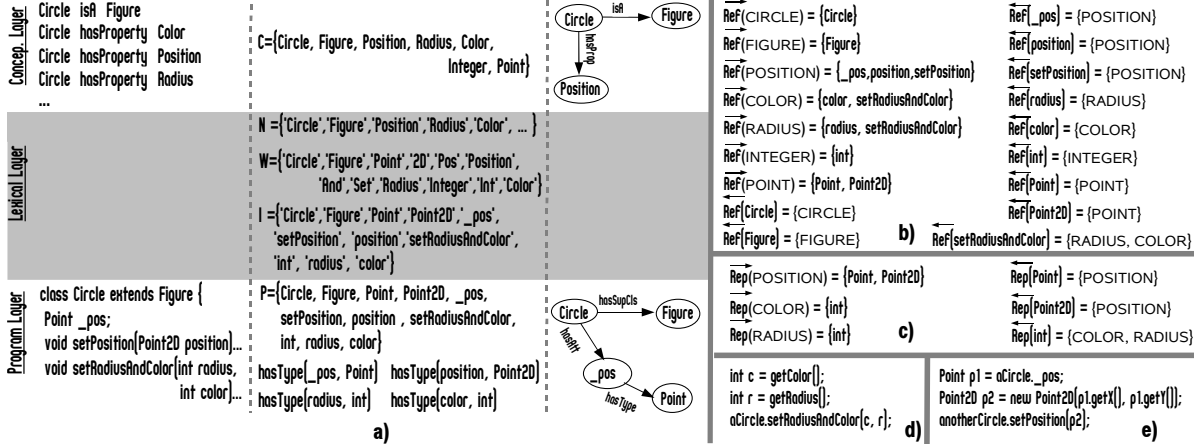 Concep. Layer
Circle isA Figure
Circle hasProperty Color
Circle hasProperty Position
Circle hasProperty Radius
...
C={Circle, Figure, Position, Radius, Color,
Integer, Point}
Circle
isA
Figure
hasProp
Position
Lexical Layer
N ={'Circle','Figure','Position','Radius','Color', ... }
W={'Circle','Figure','Point','2D','Pos','Position',
'And','Set','Radius','Integer','Int','Color'}
I ={'Circle','Figure','Point','Point2D','_pos',
'setPosition', 'position','setRadiusAndColor',
'int', 'radius', 'color'}
Program Layer
class Circle extends Figure {
Point _pos;
void setPosition(Point2D position)...
void setRadiusAndColor(int radius,
int color)...
P={Circle, Figure, Point, Point2D, _pos,
setPosition, position , setRadiusAndColor,
int, radius, color}
hasType(_pos, Point) hasType(position, Point2D)
hasType(radius, int) hasType(color, int)
Circle
hasSupCls
Figure
hasAtt
_pos
hasType
Point
a)
Ref(CIRCLE) = {Circle}
Ref(FIGURE) = {Figure}
Ref(POSITION) = {_pos,position,setPosition}
Ref(COLOR) = {color, setRadiusAndColor}
Ref(RADIUS) = {radius, setRadiusAndColor}
Ref(INTEGER) = {int}
Ref(POINT) = {Point, Point2D}
Ref(Circle) = {CIRCLE}
Ref(Figure) = {FIGURE}
Ref(_pos) = {POSITION}
Ref(position) = {POSITION}
Ref(setPosition) = {POSITION}
Ref(radius) = {RADIUS}
Ref(color) = {COLOR}
Ref(int) = {INTEGER}
Ref(Point) = {POINT}
Ref(Point2D) = {POINT}
Ref(setRadiusAndColor) = {RADIUS, COLOR}
b)
Rep(POSITION) = {Point, Point2D}
Rep(COLOR) = {int}
Rep(RADIUS) = {int}
Rep(Point) = {POSITION}
Rep(Point2D) = {POSITION}
Rep(int) = {COLOR, RADIUS}
c)
int c = getColor();
int r = getRadius();
aCircle.setRadiusAndColor(c, r);
d)
Point p1 = aCircle._pos;
Point2D p2 = new Point2D(p1.getX(), p1.getY());
anotherCircle.setPosition(p2);
e)